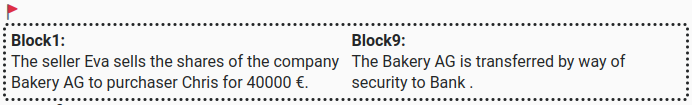 Block1:
The seller Eva sells the shares of the company
Bakery AG to purchaser Chris for 40000 €.
Block9:
The Bakery AG is transferred by way of
security to Bank .